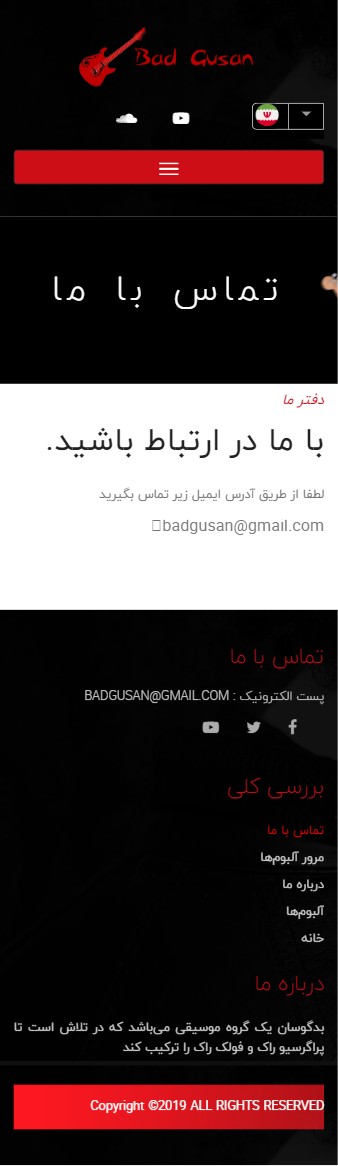 Bad Gusan
تماس با ما
دفتر ما
با ما در ارتباط باشید.
لطفا از طریق آدرس ایمیل زیر تماس بگیرید
badgusan@gmail.com
تماس با ما
پست الکترونیک : BADGUSAN@GMAIL.COM
بررسی کلی
تماس با ما
مرور آلبوم‌ها
درباره ما
آلبوم‌ها
خانه
درباره ما
بدگوسان یک گروه موسیقی می‌باشد که در تلاش است تا
پراگرسیو راک و فولک راک را ترکیب کند
Copyright ©2019 ALL RIGHTS RESERVED